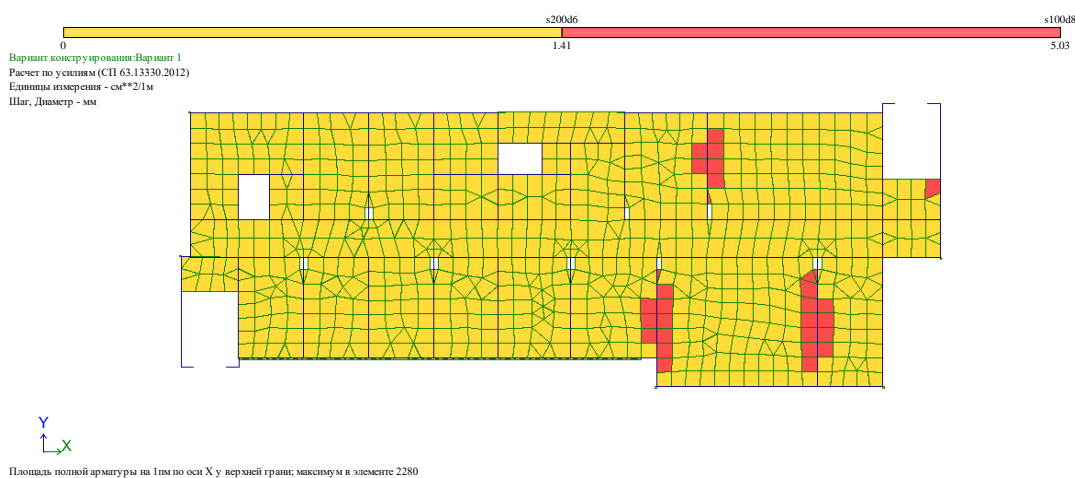 s200d6 s100d8
0 1.41 5.03
Вариант конструирования:Вариант 1
Расчет по усилиям (СП 63.13330.2012)
Единицы измерения - см**2/1м
Шаг, Диаметр - мм
Y
X
Площадь полной арматуры на 1пм по оси X у верхней грани; максимум в элементе 2280